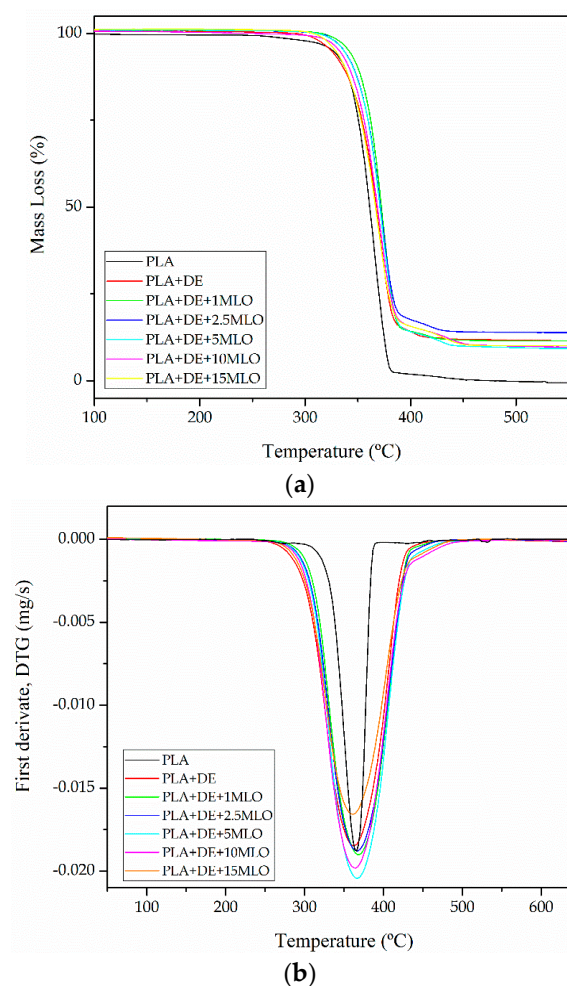 100
50
0
Mass Loss (%)
PLA
PLA+DE
PLA+DE+1MLO
PLA+DE+2.5MLO
PLA+DE+5MLO
PLA+DE+10MLO
PLA+DE+15MLO
100 200 300 400 500
Temperature (ºC)
(a)
0.000
-0.005
-0.010
-0.015
-0.020
First derivate, DTG (mg/s)
PLA
PLA+DE
PLA+DE+1MLO
PLA+DE+2.5MLO
PLA+DE+5MLO
PLA+DE+10MLO
PLA+DE+15MLO
100 200 300 400 500 600
Temperature (ºC)
(b)